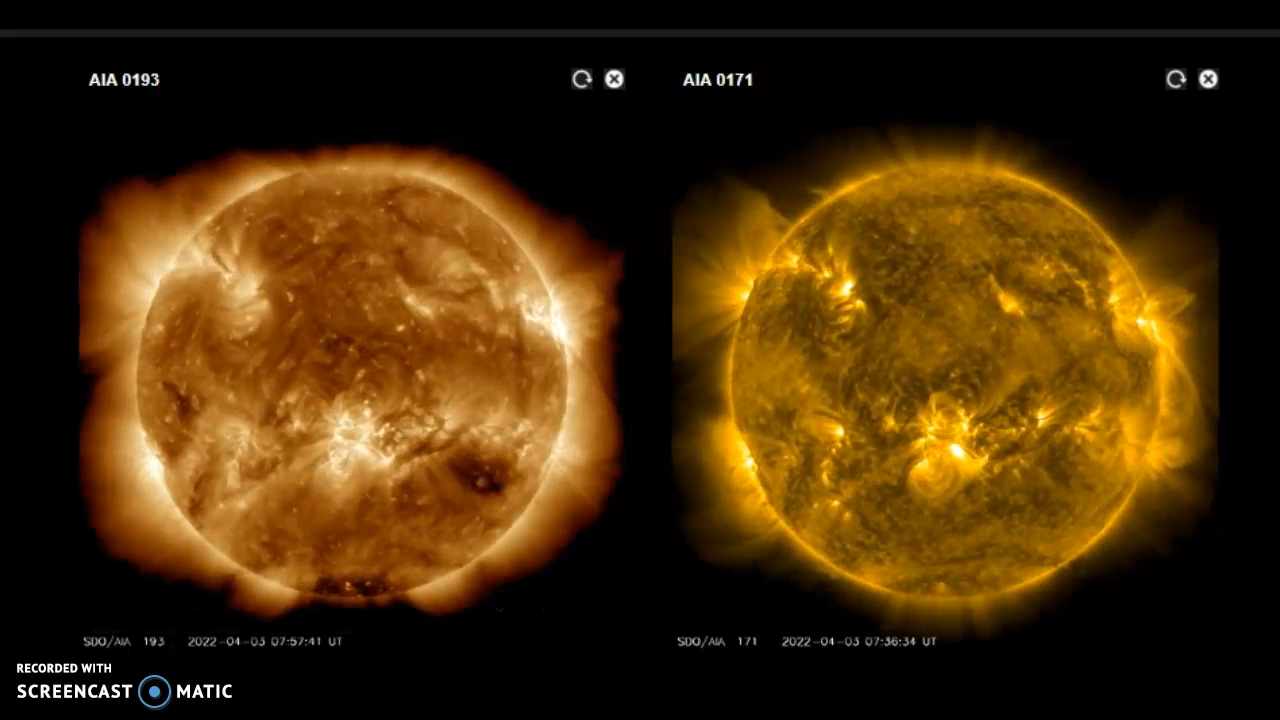 AIA 0193
AIA 0171
SDO/AIA 193 2022-04-03 07:57:41 UT
SDO/AIA 171 2022-04-03 07:36:34 UT
RECORDED WITH
SCREENCAST MATIC